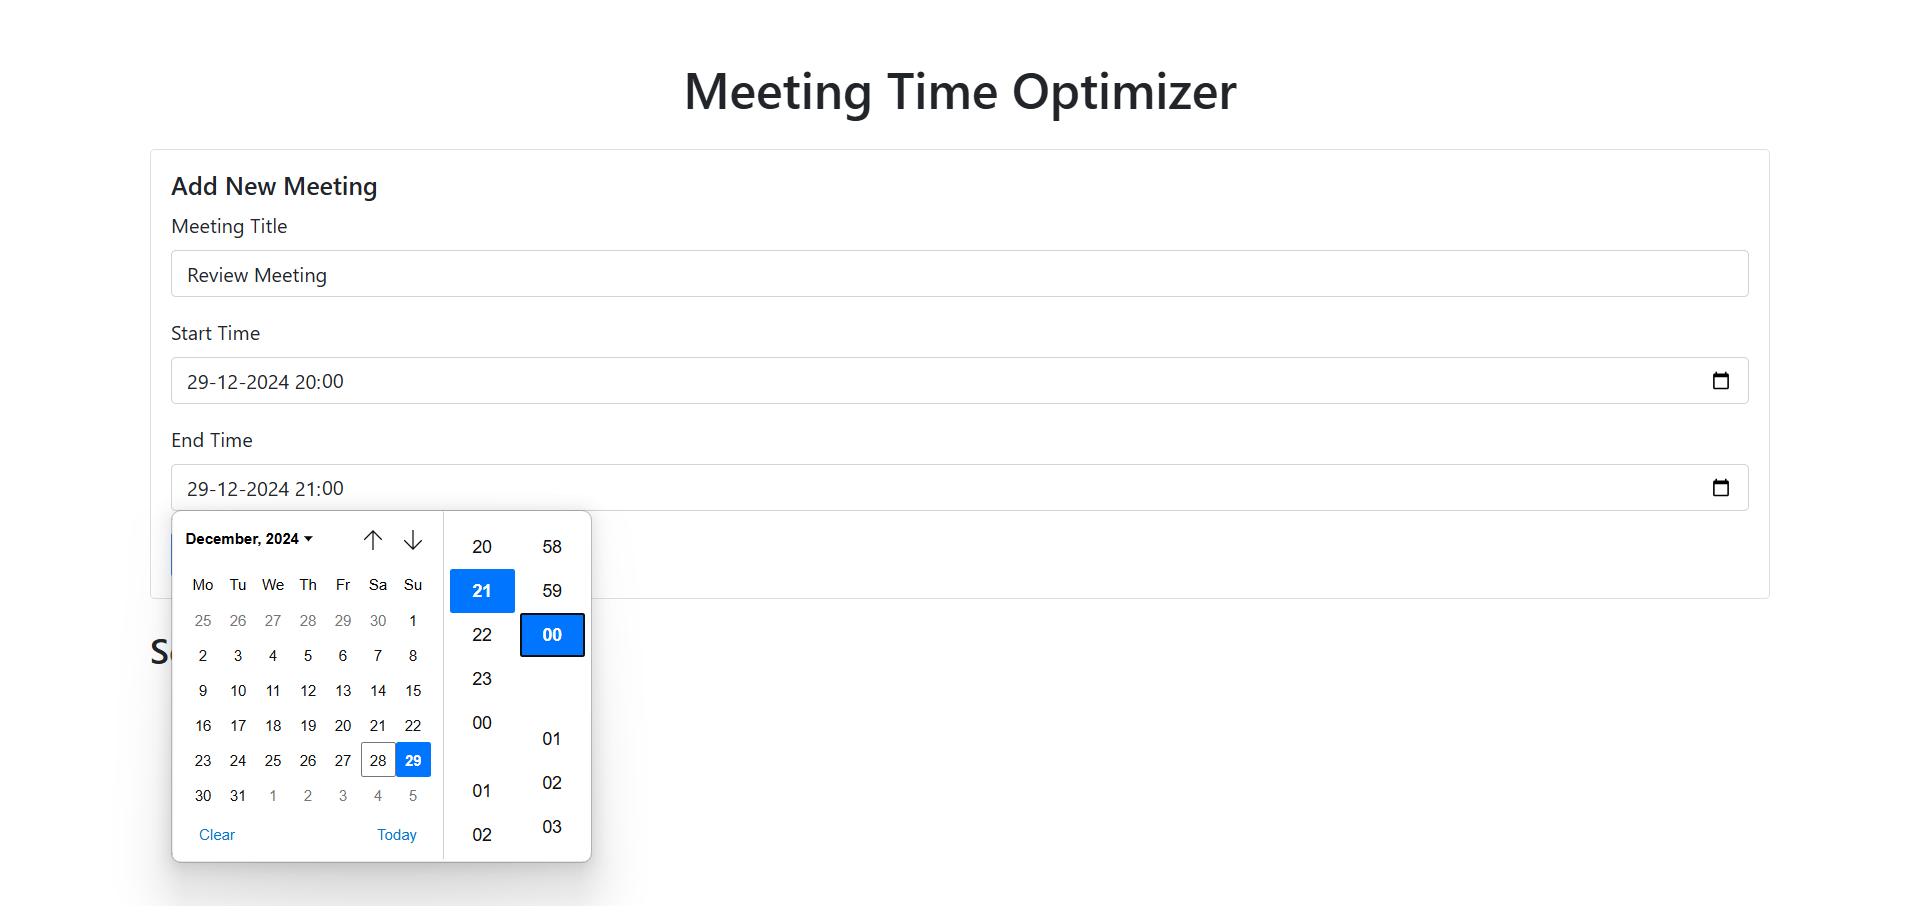 Meeting Time Optimizer
Add New Meeting
Meeting Title
Review Meeting
Start Time
29-12-2024 20:00
End Time
29-12-2024 21:00
December, 2024
Mo Tu We Th Fr Sa Su
25 26 27 28 29 30 1
2 3 4 5 6 7 8
9 10 11 12 13 14 15
16 17 18 19 20 21 22
23 24 25 26 27 28 29
30 31 1 2 3 4 5
Clear Today
20 58
21 59
22 00
23
00 01
01 02
02 03